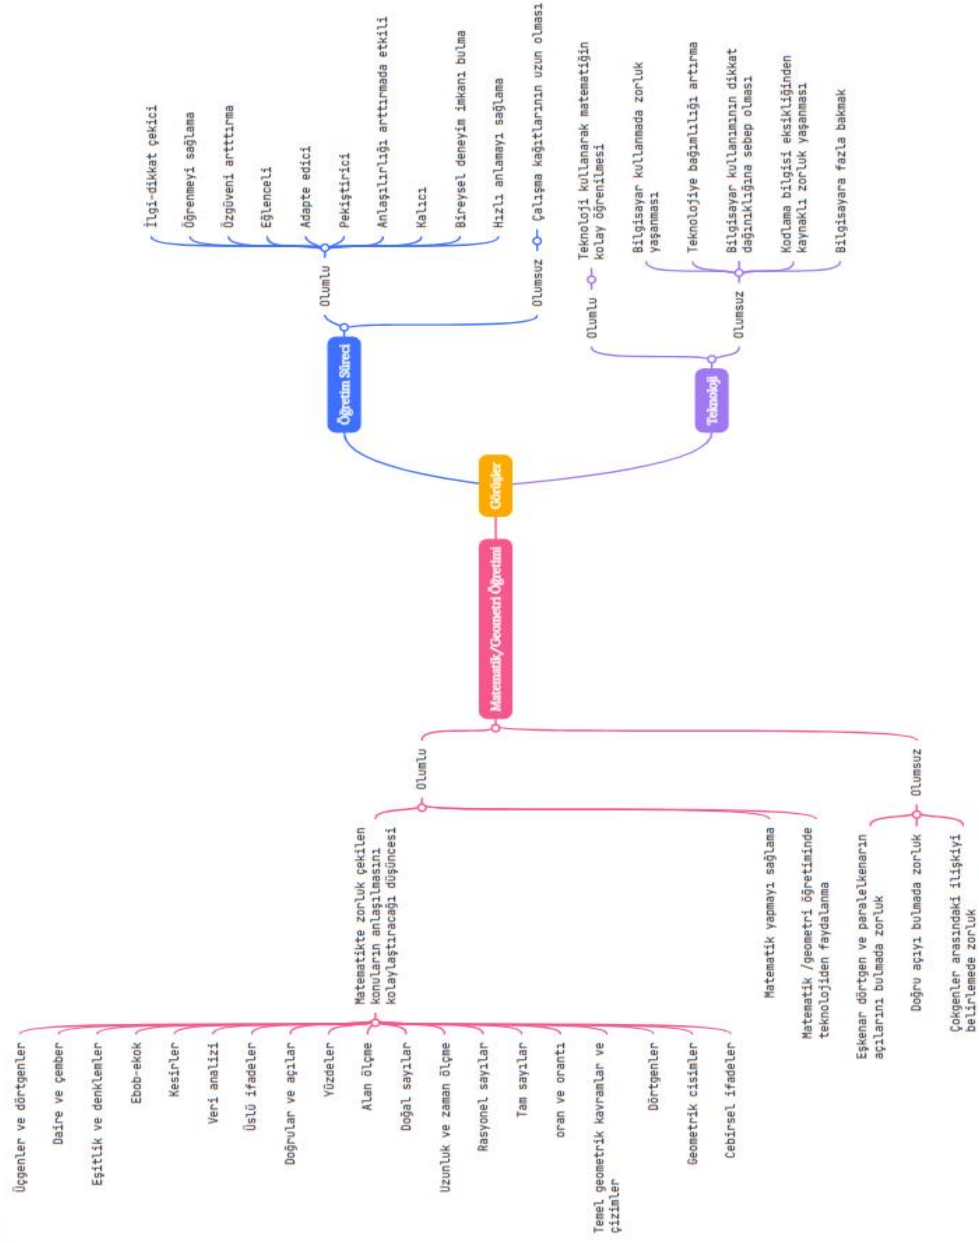 Görüşler
Öğretim Süreci
Olumlu
İlgi-dikkat çekici
Öğrenmeyi sağlama
Özgüveni artttırma
Eğlenceli
Adapte edici
Pekiştirici
Anlaşılırlığı arttırmada etkili
Kalıcı
Bireysel deneyim imkanı bulma
Hızlı anlamayı sağlama
Olumsuz
Çalışma kağıtlarının uzun olması
Teknoloji
Olumlu
Teknoloji kullanarak matematiğin
kolay öğrenilmesi
Olumsuz
Bilgisayar kullanmada zorluk
yaşanması
Teknolojiye bağımlılığı artırma
Bilgisayar kullanımının dikkat
dağınıklığına sebep olması
Kodlama bilgisi eksikliğinden
kaynaklı zorluk yaşanması
Bilgisayara fazla bakmak
Matematik/Geometri Öğretimi
Olumlu
Matematikte zorluk çekilen
konuların anlaşılmasını
kolaylaştıracağı düşüncesi
Üçgenler ve dörtgenler
Daire ve çember
Eşitlik ve denklemler
Ebob-ekok
Kesirler
Veri analizi
Üslü ifadeler
Doğrular ve açılar
Yüzdeler
Alan ölçme
Doğal sayılar
Uzunluk ve zaman ölçme
Rasyonel sayılar
Tam sayılar
oran ve orantı
Temel geometrik kavramlar ve
çizimler
Dörtgenler
Geometrik cisimler
Cebirsel ifadeler
Matematik yapmayı sağlama
Matematik /geometri öğretiminde
teknolojiden faydalanma
Olumsuz
Eşkenar dörtgen ve paralelkenarın
açılarını bulmada zorluk
Doğru açıyı bulmada zorluk
Çokgenler arasındaki ilişkiyi
belirlemede zorluk